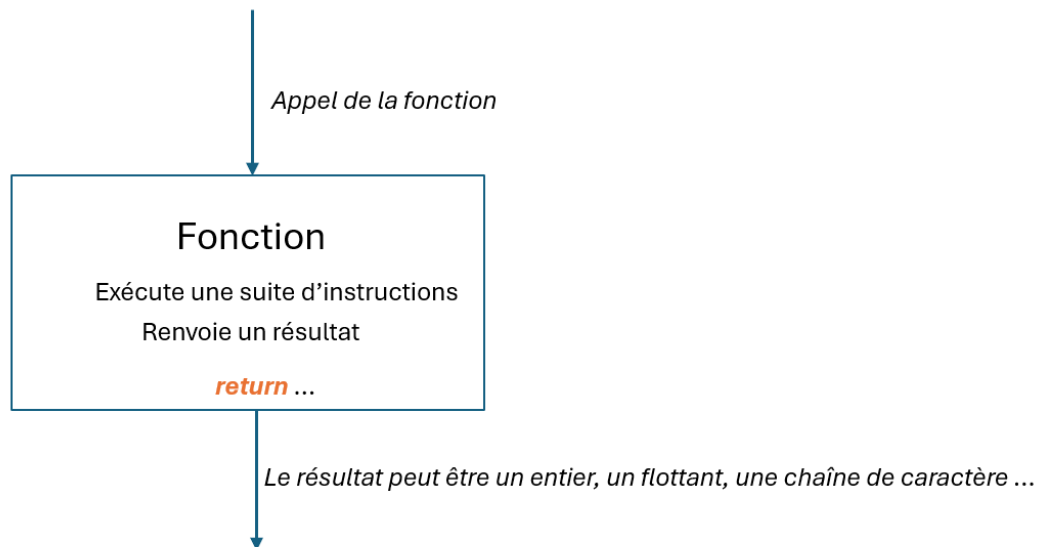 Appel de la fonction
Fonction
Exécute une suite d’instructions
Renvoie un résultat
return ...
Le résultat peut être un entier, un flottant, une chaîne de caractère ...